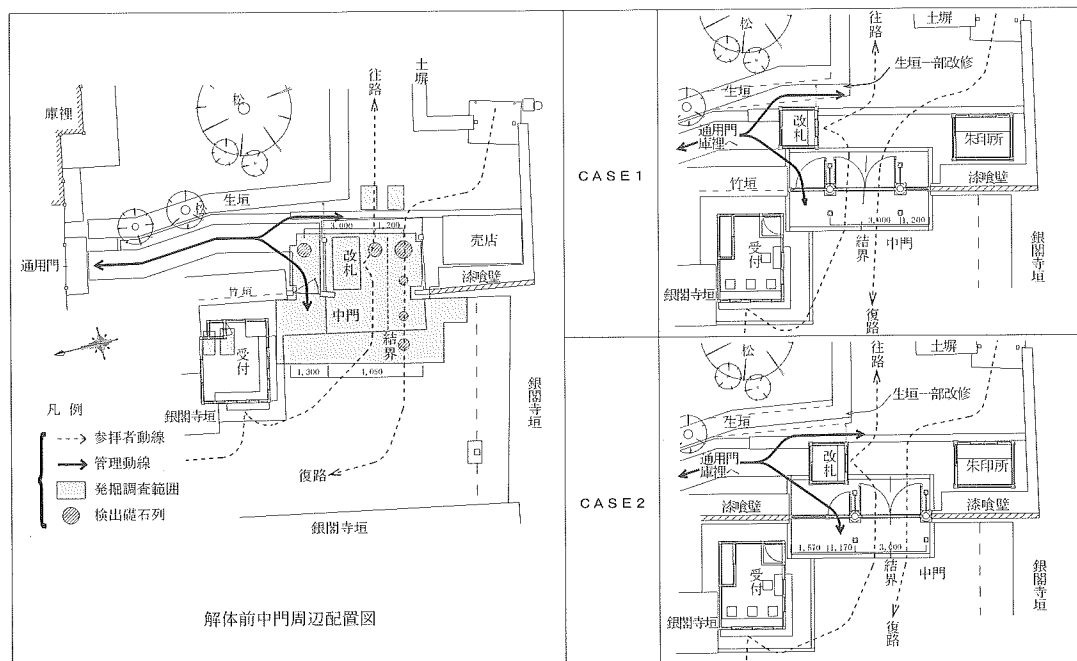 庫裡
松
往路
土塀
生垣
松
3,000
1,200
通用門
改札
売店
漆喰壁
竹垣
中門
結界
受付
1,300
4,050
銀閣寺垣
銀閣寺垣
凡例
参拝者動線
管理動線
発掘調査範囲
検出礎石列
復路
銀閣寺垣
解体前中門周辺配置図
CASE1
松
往路
土塀
生垣一部改修
生垣
通用門
庫裡へ
改札
朱印所
竹垣
漆喰壁
3,000
1,200
受付
結界
中門
銀閣寺垣
銀閣寺垣
復路
CASE2
松
往路
土塀
生垣一部改修
生垣
通用門
庫裡へ
改札
朱印所
漆喰壁
漆喰壁
1,570
1,170
3,000
受付
結界
中門
銀閣寺垣
銀閣寺垣
復路